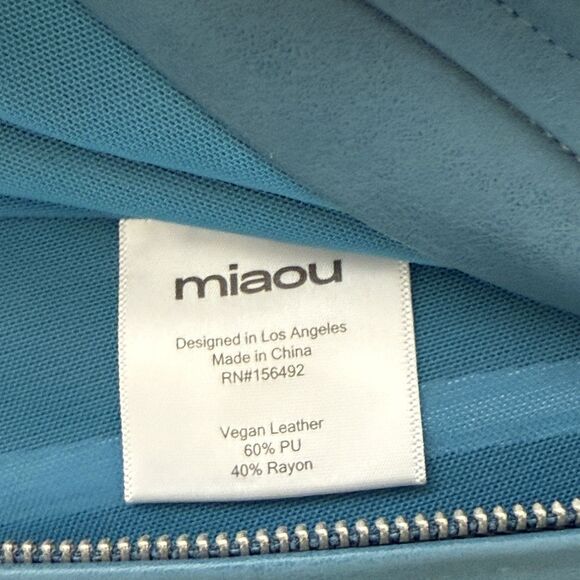 miaou
Designed in Los Angeles
Made in China
RN#156492
Vegan Leather
60% PU
40% Rayon